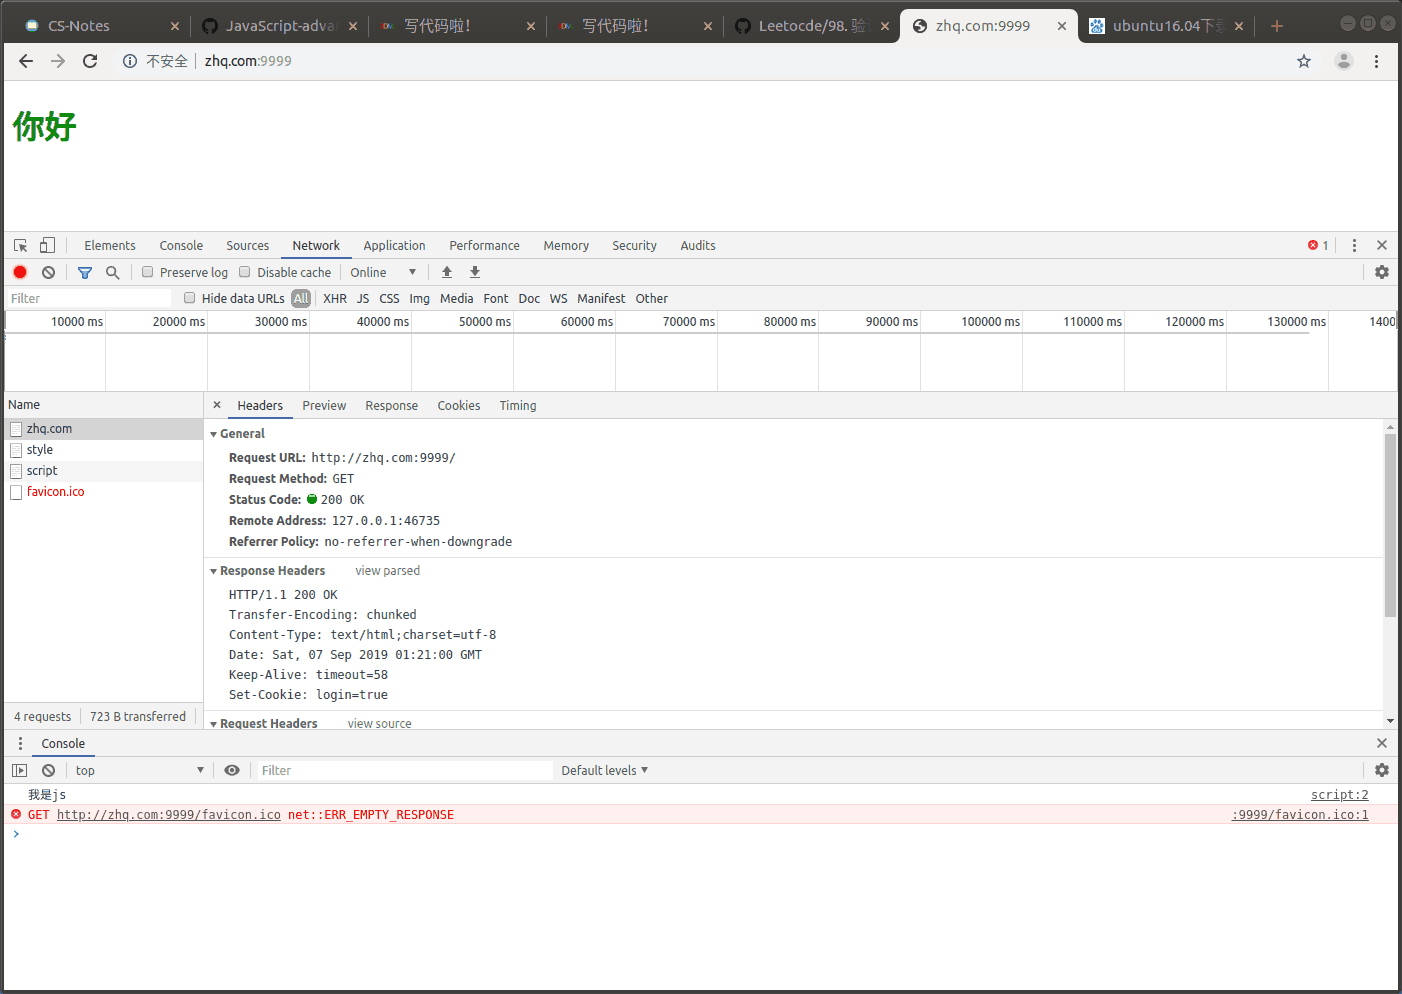 CS-Notes
JavaScript-adva
写代码啦!
写代码啦!
Leetocde/98. 验
zhq.com:9999
ubuntu16.04下
不安全 zhq.com:9999
你好
Elements Console Sources Network Application Performance Memory Security Audits 1
Preserve log Disable cache Online
Filter Hide data URLs All XHR JS CSS Img Media Font Doc WS Manifest Other
10000 ms 20000 ms 30000 ms 40000 ms 50000 ms 60000 ms 70000 ms 80000 ms 90000 ms 100000 ms 110000 ms 120000 ms 130000 ms 1400
Name
zhq.com
style
script
favicon.ico
4 requests 723 B transferred
Headers Preview Response Cookies Timing
General
Request URL: http://zhq.com:9999/
Request Method: GET
Status Code: 200 OK
Remote Address: 127.0.0.1:46735
Referrer Policy: no-referrer-when-downgrade
Response Headers view parsed
HTTP/1.1 200 OK
Transfer-Encoding: chunked
Content-Type: text/html;charset=utf-8
Date: Sat, 07 Sep 2019 01:21:00 GMT
Keep-Alive: timeout=58
Set-Cookie: login=true
Request Headers view source
Console
top Filter Default levels
我是js script:2
GET http://zhq.com:9999/favicon.ico net::ERR_EMPTY_RESPONSE :9999/favicon.ico:1